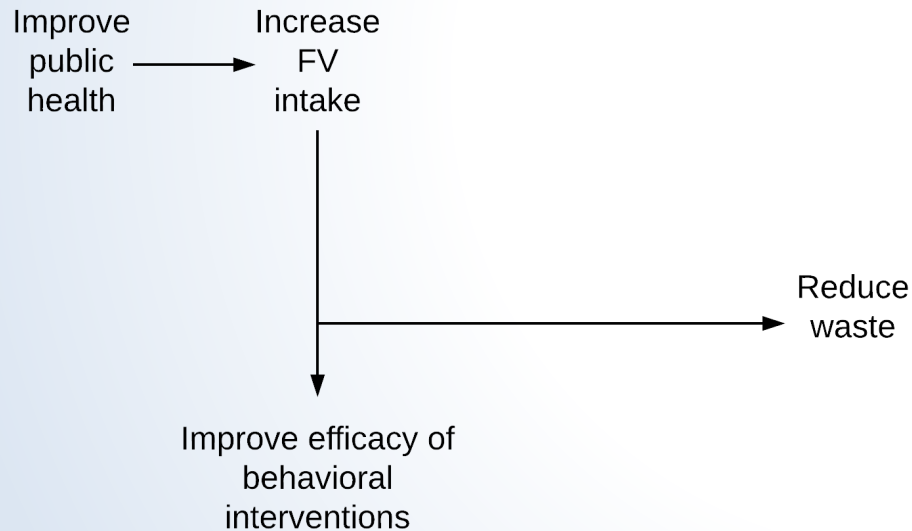 Improve
public
health
Increase
FV
intake
Reduce
waste
Improve efficacy of
behavioral
interventions